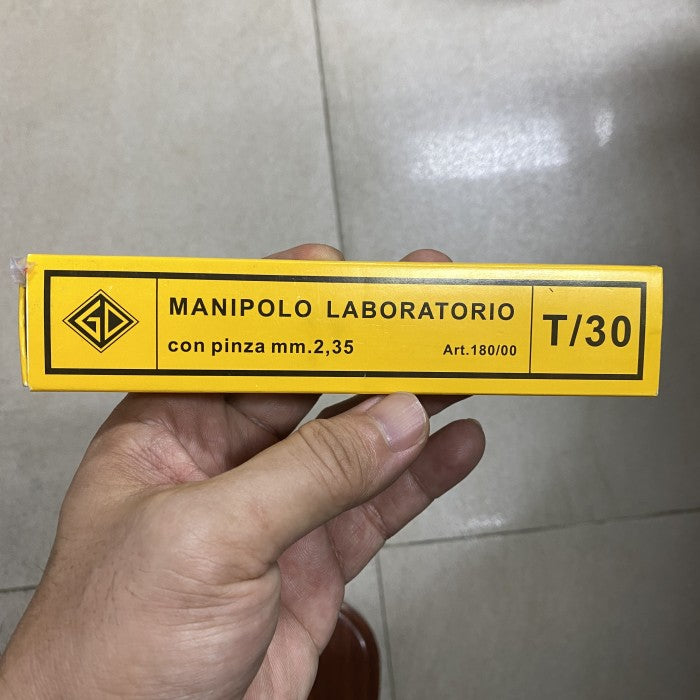 GD
MANIPOLO LABORATORIO
con pinza mm.2,35
Art.180/00
T/30